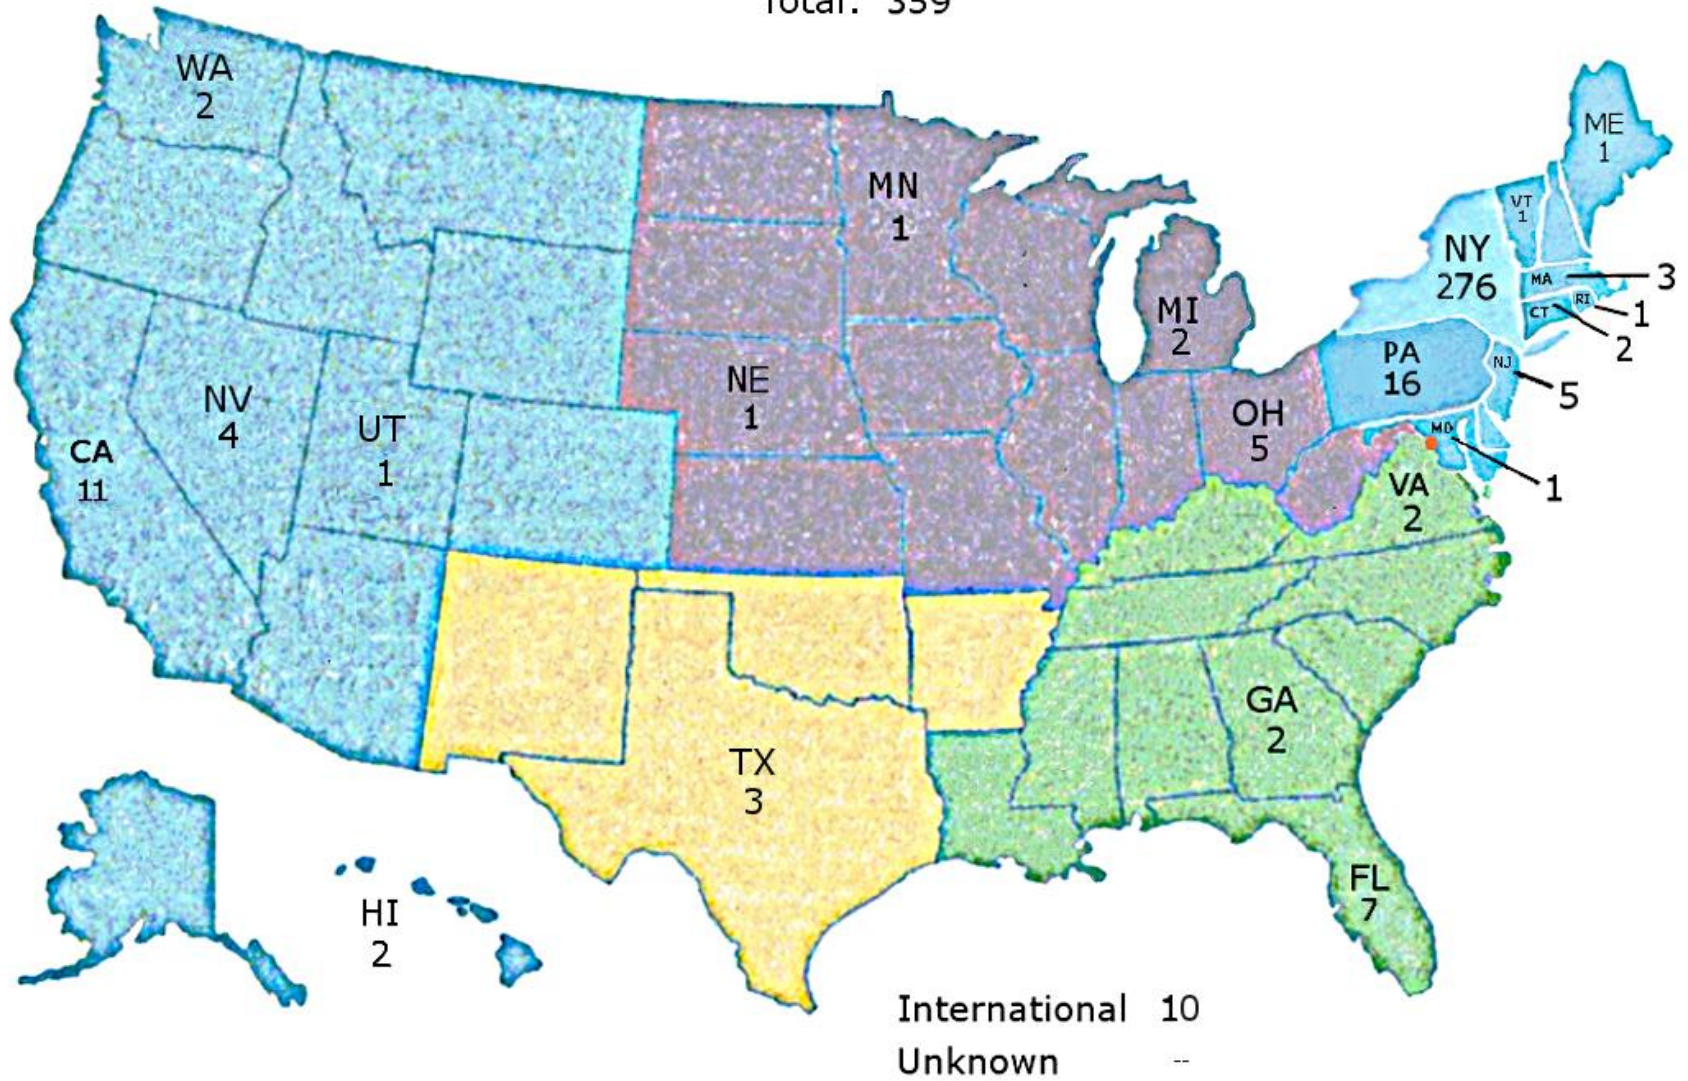 Total: 359
WA
2
ME
1
MN
1
VT
1
NY
276
MA
3
RI
1
CT
2
MI
2
PA
16
NJ
5
NE
1
NV
4
UT
1
OH
5
CA
11
MD
1
VA
2
GA
2
TX
3
FL
7
HI
2
International 10
Unknown --